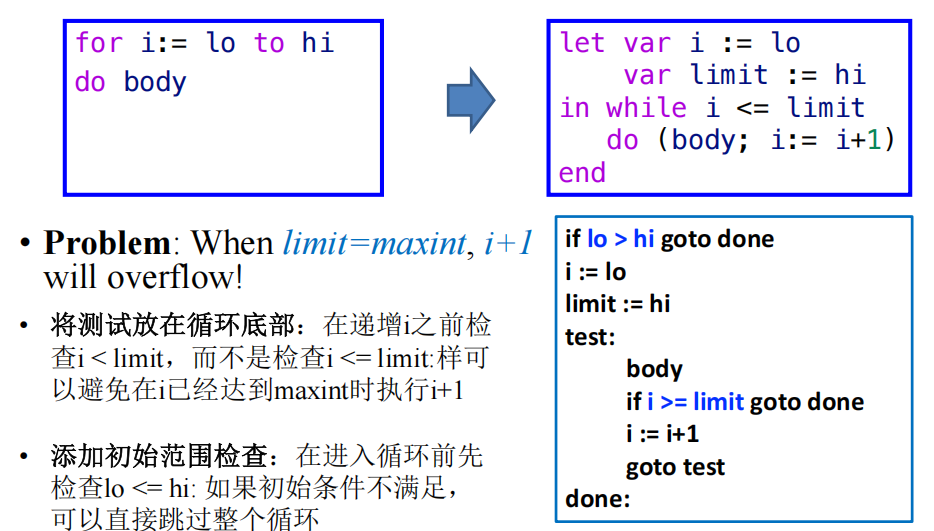 for i:= lo to hi
do body
let var i := lo
var limit := hi
in while i <= limit
do (body; i:= i+1)
end
• Problem: When limit=maxint, i+1
will overflow!
• 将测试放在循环底部：在递增i之前检
查i < limit，而不是检查i <= limit:样可
以避免在i已经达到maxint时执行i+1
• 添加初始范围检查：在进入循环前先
检查lo <= hi: 如果初始条件不满足，
可以直接跳过整个循环
if lo > hi goto done
i := lo
limit := hi
test:
body
if i >= limit goto done
i := i+1
goto test
done: